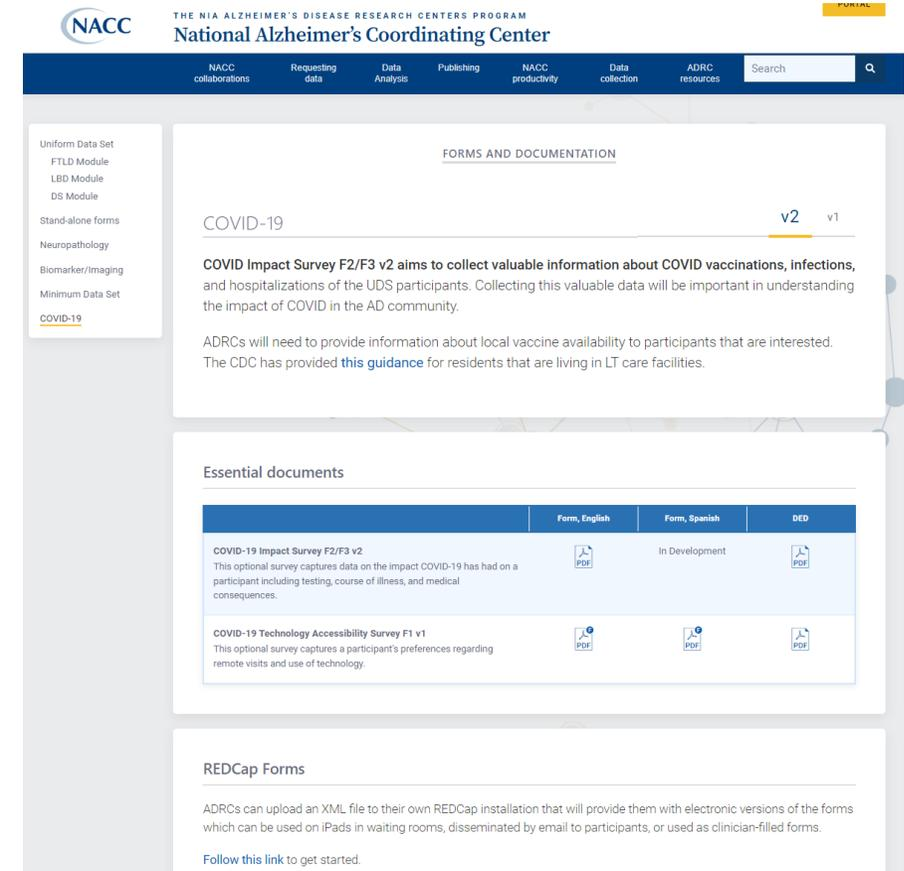 NACC
THE NIA ALZHEIMER'S DISEASE RESEARCH CENTERS PROGRAM
National Alzheimer's Coordinating Center
PORTAL
NACC
collaborations
Requesting
data
Data
Analysis
Publishing
NACC
productivity
Data
collection
ADRC
resources
Search
Uniform Data Set
FTLD Module
LBD Module
DS Module
Stand-alone forms
Neuropathology
Biomarker/Imaging
Minimum Data Set
COVID-19
FORMS AND DOCUMENTATION
COVID-19
v2 v1
COVID Impact Survey F2/F3 v2 aims to collect valuable information about COVID vaccinations, infections,
and hospitalizations of the UDS participants. Collecting this valuable data will be important in understanding
the impact of COVID in the AD community.
ADRCs will need to provide information about local vaccine availability to participants that are interested.
The CDC has provided this guidance for residents that are living in LT care facilities.
Essential documents
Form, English Form, Spanish DED
COVID-19 Impact Survey F2/F3 v2
This optional survey captures data on the impact COVID-19 has had on a
participant including testing, course of illness, and medical
consequences.
PDF In Development PDF
COVID-19 Technology Accessibility Survey F1 v1
This optional survey captures a participant's preferences regarding
remote visits and use of technology.
F PDF F PDF PDF
REDCap Forms
ADRCs can upload an XML file to their own REDCap installation that will provide them with electronic versions of the forms
which can be used on iPads in waiting rooms, disseminated by email to participants, or used as clinician-filled forms.
Follow this link to get started.